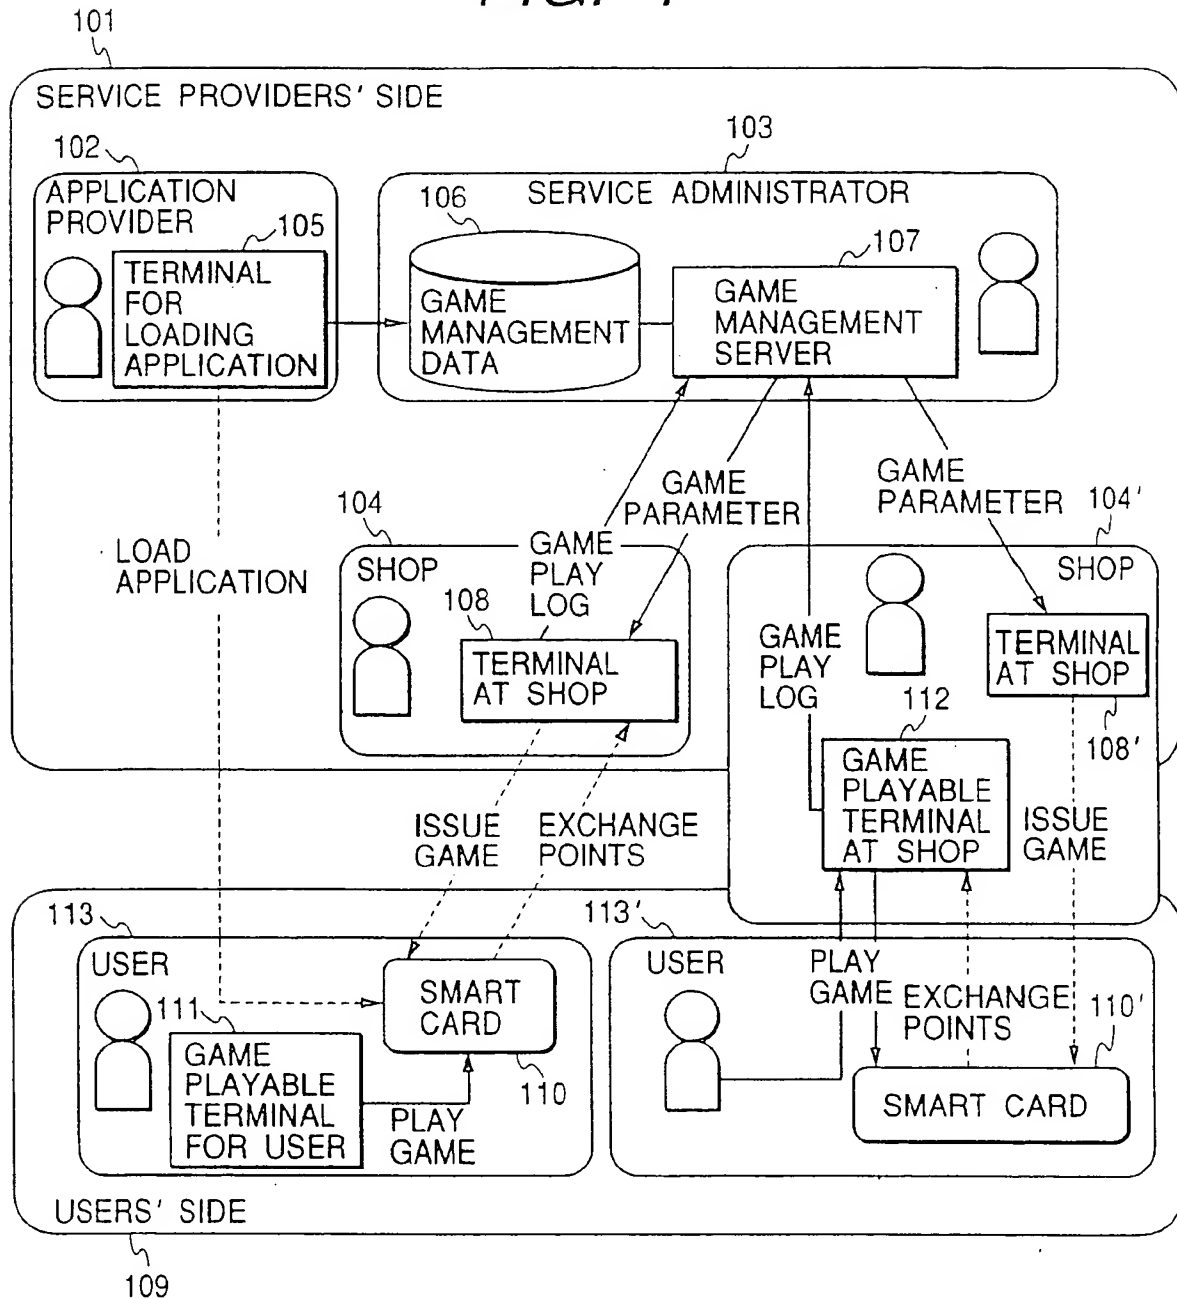 101
SERVICE PROVIDERS' SIDE
102
103
APPLICATION
PROVIDER
105
TERMINAL
FOR
LOADING
APPLICATION
SERVICE ADMINISTRATOR
106
107
GAME
MANAGEMENT
DATA
GAME
MANAGEMENT
SERVER
LOAD
APPLICATION
GAME
PARAMETER
GAME
PARAMETER
104
SHOP
GAME
PLAY
LOG
108
TERMINAL
AT SHOP
104'
SHOP
GAME
PLAY
LOG
TERMINAL
AT SHOP
108'
112
GAME
PLAYABLE
TERMINAL
AT SHOP
ISSUE
GAME
EXCHANGE
POINTS
ISSUE
GAME
113
USER
111
GAME
PLAYABLE
TERMINAL
FOR USER
SMART
CARD
110
PLAY
GAME
113'
USER
PLAY
GAME
EXCHANGE
POINTS
110'
SMART CARD
USERS' SIDE
109